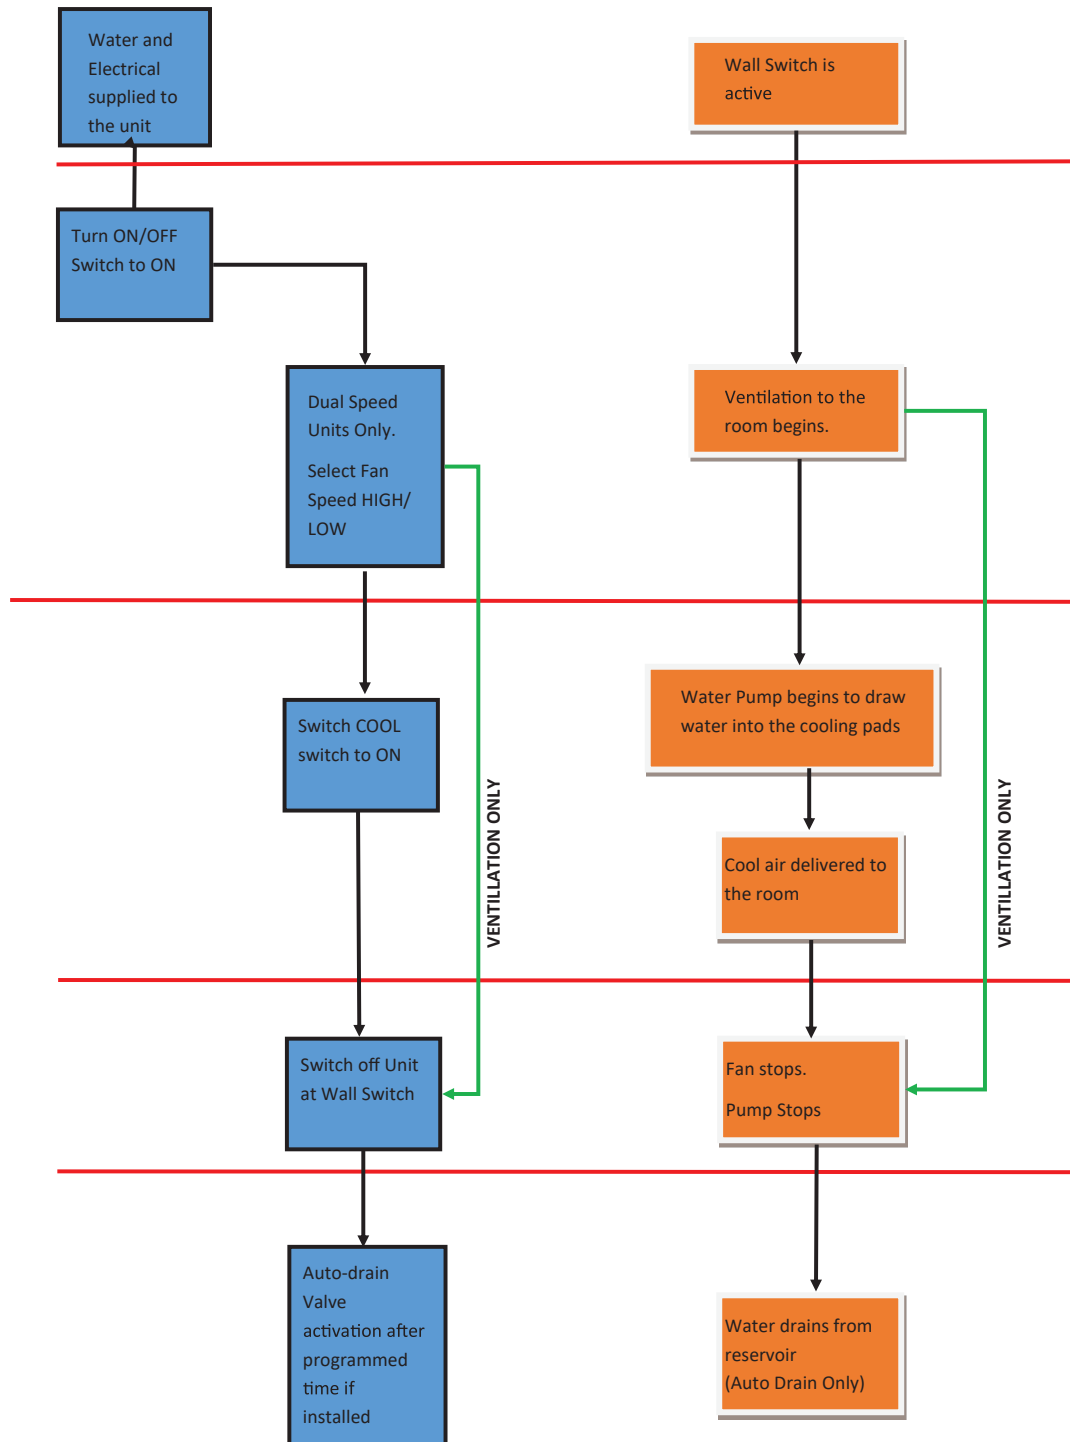 Water and
Electrical
supplied to
the unit
Wall Switch is
active
Turn ON/OFF
Switch to ON
Dual Speed
Units Only.
Select Fan
Speed HIGH/
LOW
Ventilation to the
room begins.
Switch COOL
switch to ON
Water Pump begins to draw
water into the cooling pads
VENTILLATION ONLY
Cool air delivered to
the room
VENTILLATION ONLY
Switch off Unit
at Wall Switch
Fan stops.
Pump Stops
Auto-drain
Valve
activation after
programmed
time if
installed
Water drains from
reservoir
(Auto Drain Only)